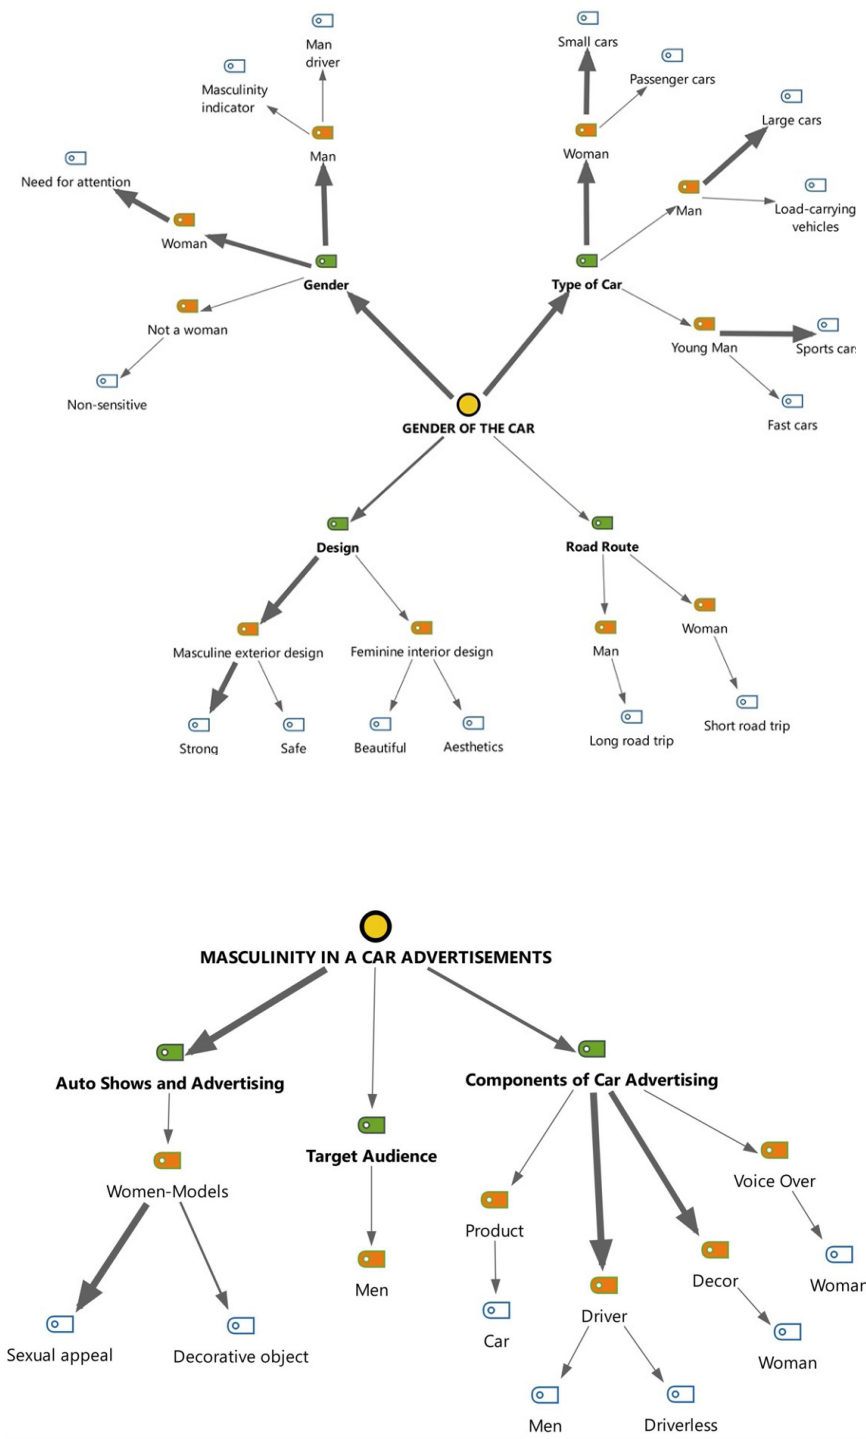 Man
driver
Small cars
Masculinity
indicator
Passenger cars
Large cars
Man
Woman
Need for attention
Man
Load-carrying
vehicles
Woman
Gender
Type of Car
Not a woman
Young Man
Sports cars
Non-sensitive
Fast cars
GENDER OF THE CAR
Design
Road Route
Masculine exterior design
Feminine interior design
Man
Woman
Strong
Safe
Beautiful
Aesthetics
Long road trip
Short road trip
MASCULINITY IN A CAR ADVERTISEMENTS
Auto Shows and Advertising
Components of Car Advertising
Target Audience
Women-Models
Voice Over
Product
Men
Decor
Woman
Driver
Car
Sexual appeal
Decorative object
Woman
Men
Driverless